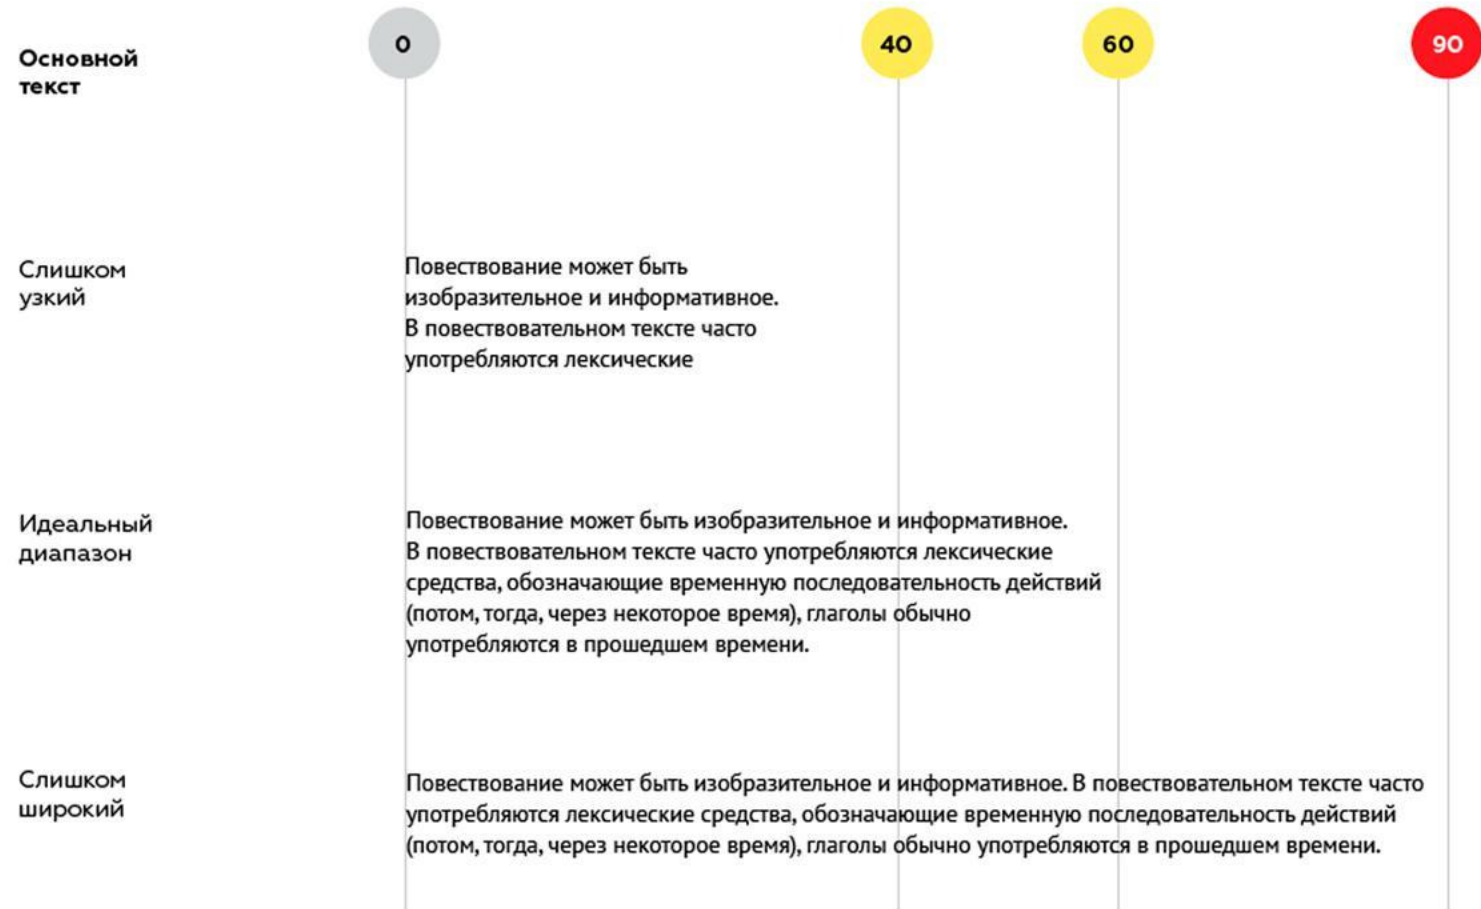 Основной
текст
0
40
60
90
Слишком
узкий
Повествование может быть
изобразительное и информативное.
В повествовательном тексте часто
употребляются лексические
Идеальный
диапазон
Повествование может быть изобразительное и информативное.
В повествовательном тексте часто употребляются лексические
средства, обозначающие временную последовательность действий
(потом, тогда, через некоторое время), глаголы обычно
употребляются в прошедшем времени.
Слишком
широкий
Повествование может быть изобразительное и информативное. В повествовательном тексте часто
употребляются лексические средства, обозначающие временную последовательность действий
(потом, тогда, через некоторое время), глаголы обычно употребляются в прошедшем времени.